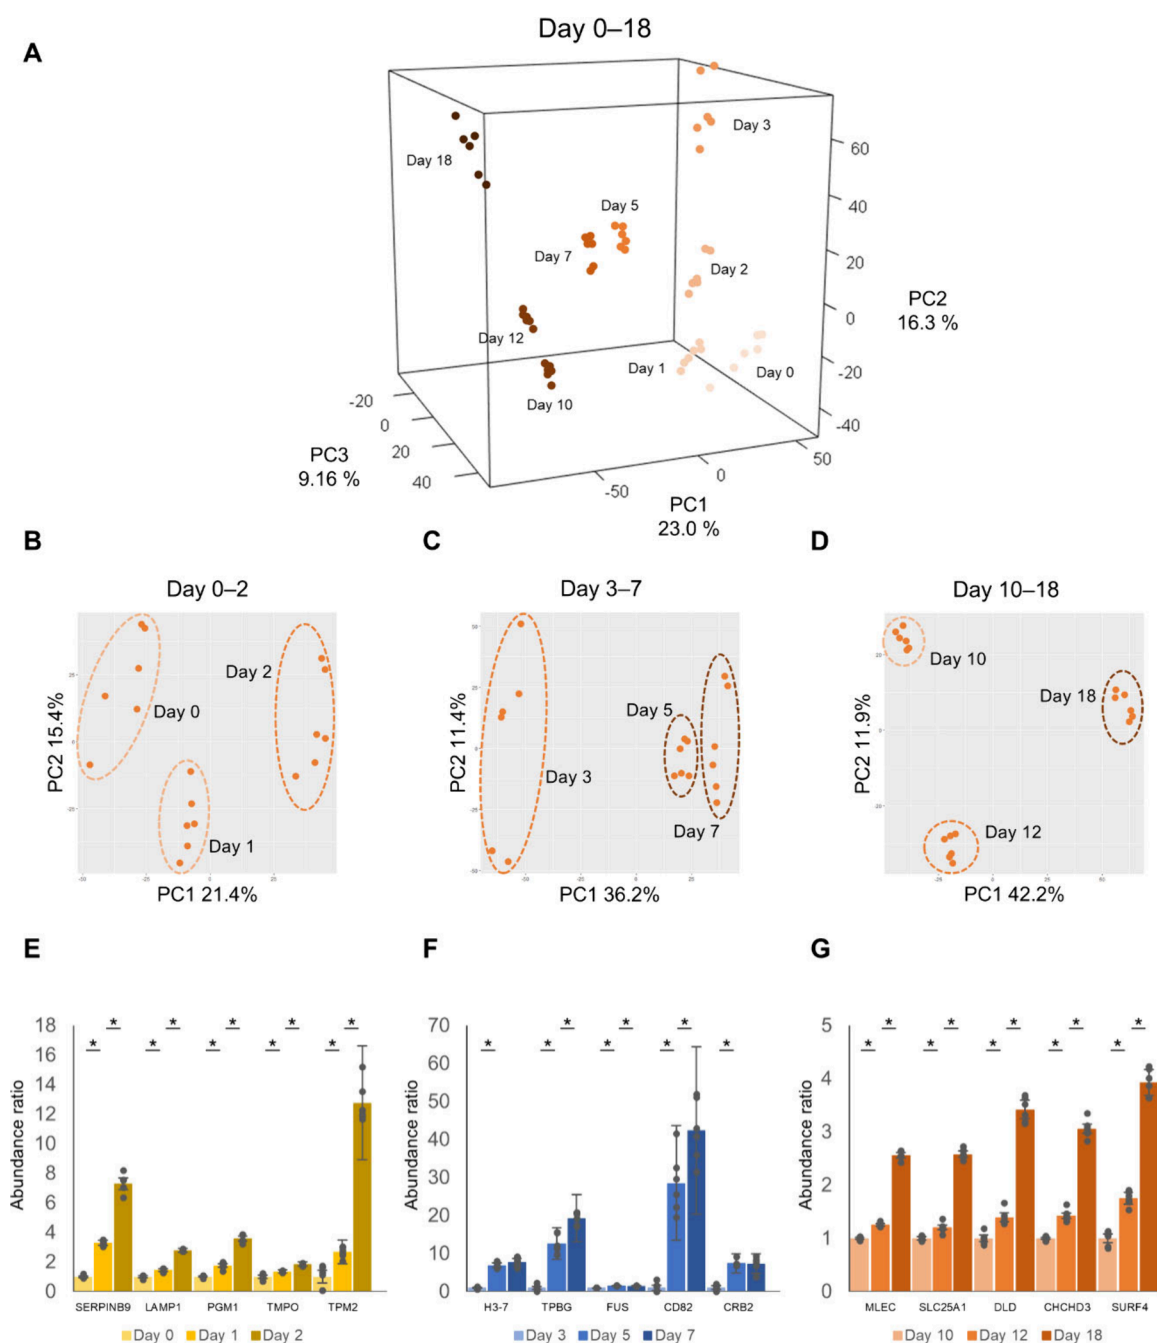 Day 0–18
A
Day 3
Day 18
Day 5
Day 7
Day 2
Day 12
Day 1
Day 0
Day 10
60
40
20
0
-20
-40
PC2
16.3 %
-20
0
20
40
PC3
9.16 %
-50
0
50
PC1
23.0 %
B
Day 0–2
Day 2
Day 0
Day 1
PC2 15.4%
PC1 21.4%
C
Day 3–7
Day 5
Day 3
Day 7
PC2 11.4%
PC1 36.2%
D
Day 10–18
Day 10
Day 18
Day 12
PC2 11.9%
PC1 42.2%
E
Abundance ratio
18
16
14
12
10
8
6
4
2
0
* * * * * * * * * *
SERPINB9 LAMP1 PGM1 TMPO TPM2
Day 0 Day 1 Day 2
F
Abundance ratio
70
60
50
40
30
20
10
0
* * * * * * * *
H3-7 TPBG FUS CD82 CRB2
Day 3 Day 5 Day 7
G
Abundance ratio
5
4
3
2
1
0
* * * * * * * * * *
MLEC SLC25A1 DLD CHCHD3 SURF4
Day 10 Day 12 Day 18